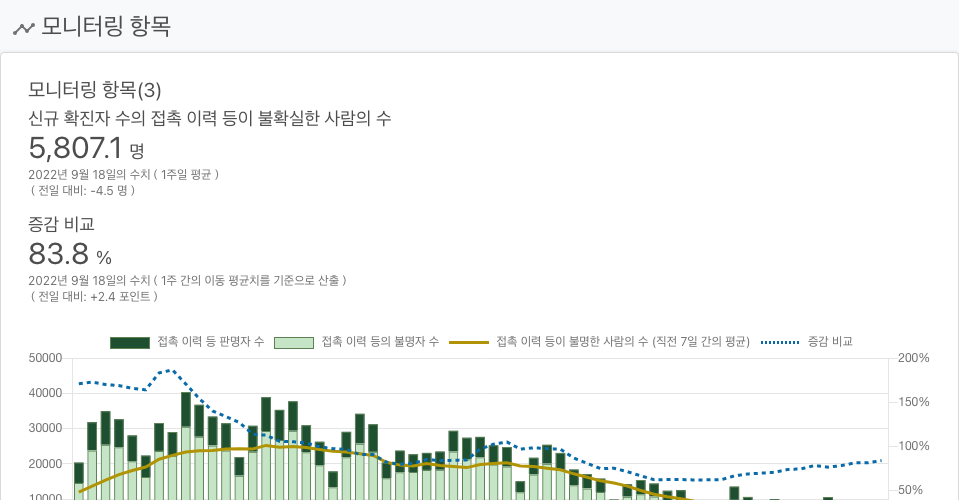 모니터링 항목
모니터링 항목(3)
신규 확진자 수의 접촉 이력 등이 불확실한 사람의 수
5,807.1 명
2022년 9월 18일의 수치 ( 1주일 평균 )
( 전일 대비: -4.5 명 )
증감 비교
83.8 %
2022년 9월 18일의 수치 ( 1주 간의 이동 평균치를 기준으로 산출 )
( 전일 대비: +2.4 포인트 )
접촉 이력 등 판명자 수 접촉 이력 등의 불명자 수 접촉 이력 등이 불명한 사람의 수 (직전 7일 간의 평균) 증감 비교
50000 200%
40000 150%
30000 100%
20000 50%
10000